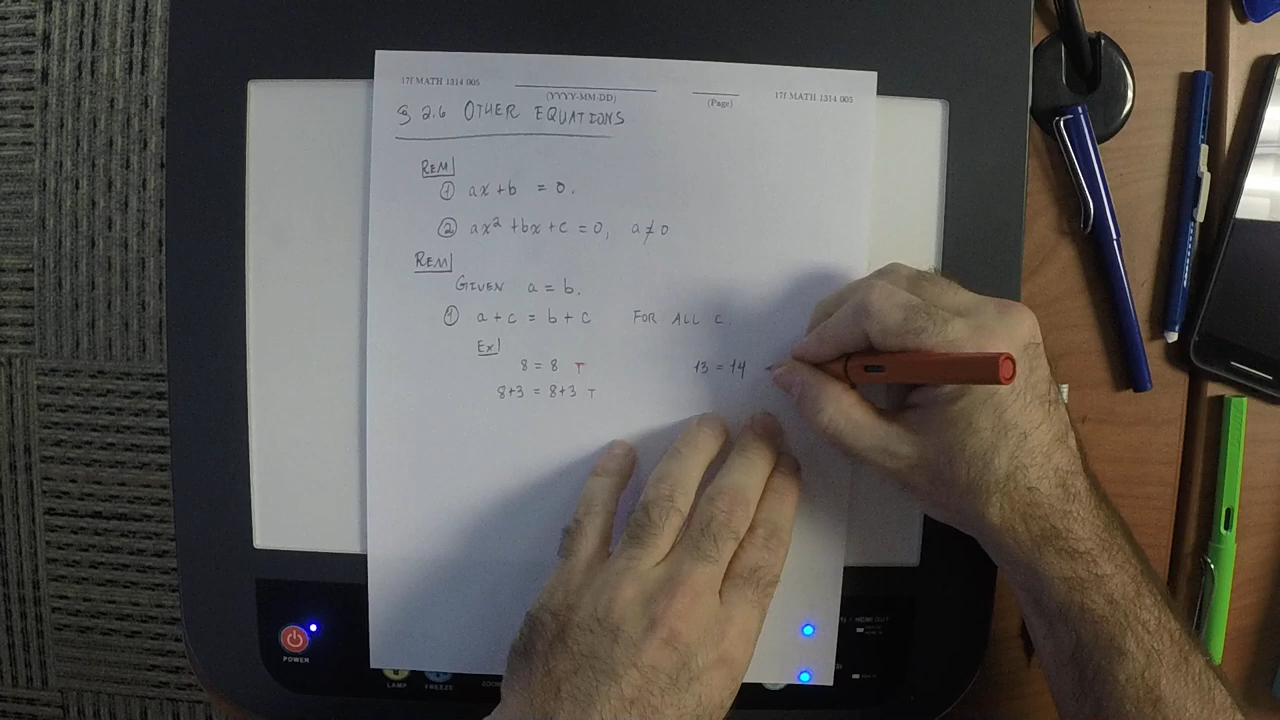 17f MATH 1314 005 (YYYY-MM-DD) (Page) 17f MATH 1314 005
§ 2.6 OTHER EQUATIONS
REM
① ax + b = 0.
② ax² + bx + c = 0, a ≠ 0
REM
GIVEN a = b.
① a + c = b + c FOR ALL c.
Ex
8 = 8 T 13 = 14
8+3 = 8+3 T
POWER
LAMP FREEZE